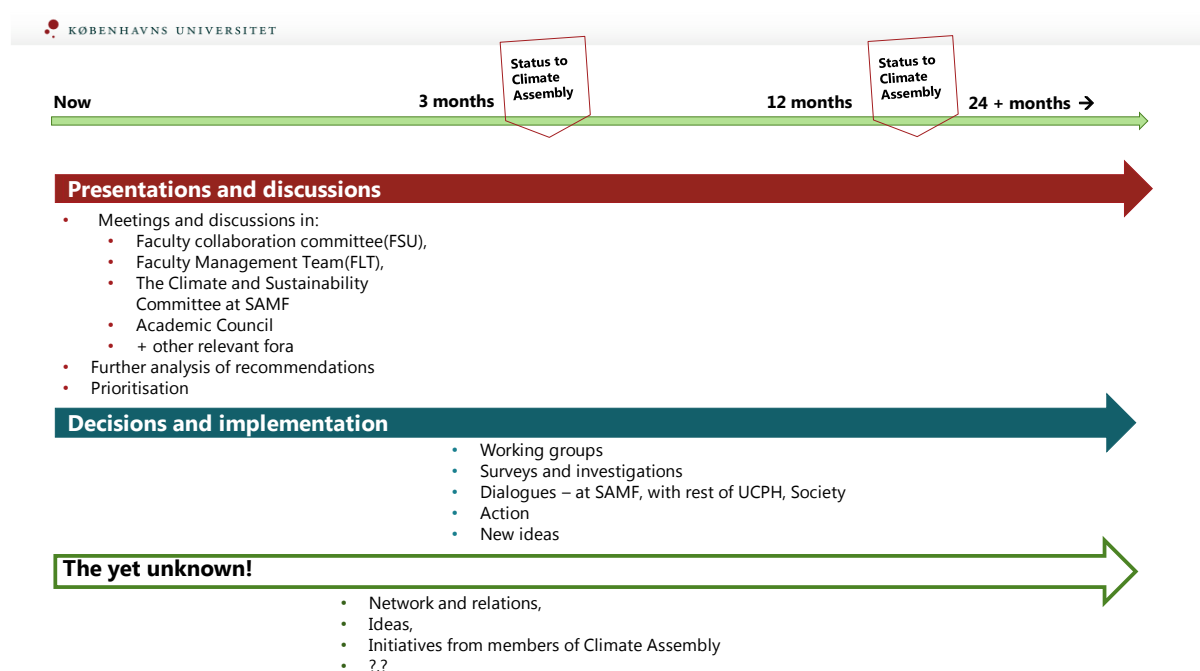 KØBENHAVNS UNIVERSITET
Status to
Climate
Assembly
Status to
Climate
Assembly
Now
3 months
12 months
24 + months →
Presentations and discussions
• Meetings and discussions in:
• Faculty collaboration committee(FSU),
• Faculty Management Team(FLT),
• The Climate and Sustainability
Committee at SAMF
• Academic Council
• + other relevant fora
• Further analysis of recommendations
• Prioritisation
Decisions and implementation
• Working groups
• Surveys and investigations
• Dialogues – at SAMF, with rest of UCPH, Society
• Action
• New ideas
The yet unknown!
• Network and relations,
• Ideas,
• Initiatives from members of Climate Assembly
• ?.?